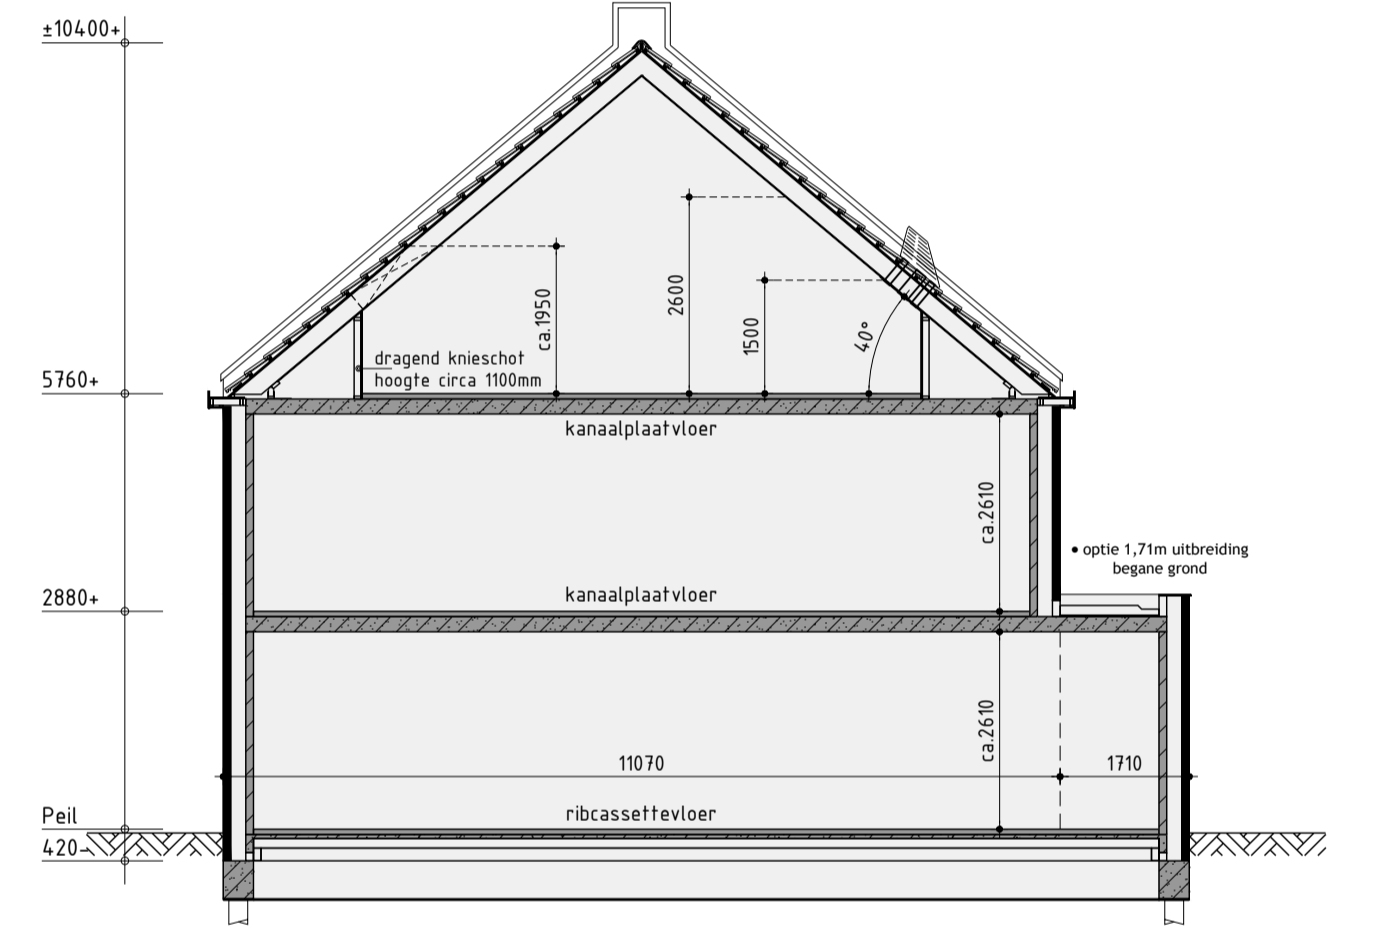 ±10400+
ca.1950
2600
1500
40°
dragend knieschot
hoogte circa 1100mm
5760+
kanaalplaatvloer
ca.2610
• optie 1,71m uitbreiding
begane grond
kanaalplaatvloer
2880+
ca.2610
11070
1710
ribcassettevloer
Peil
420-